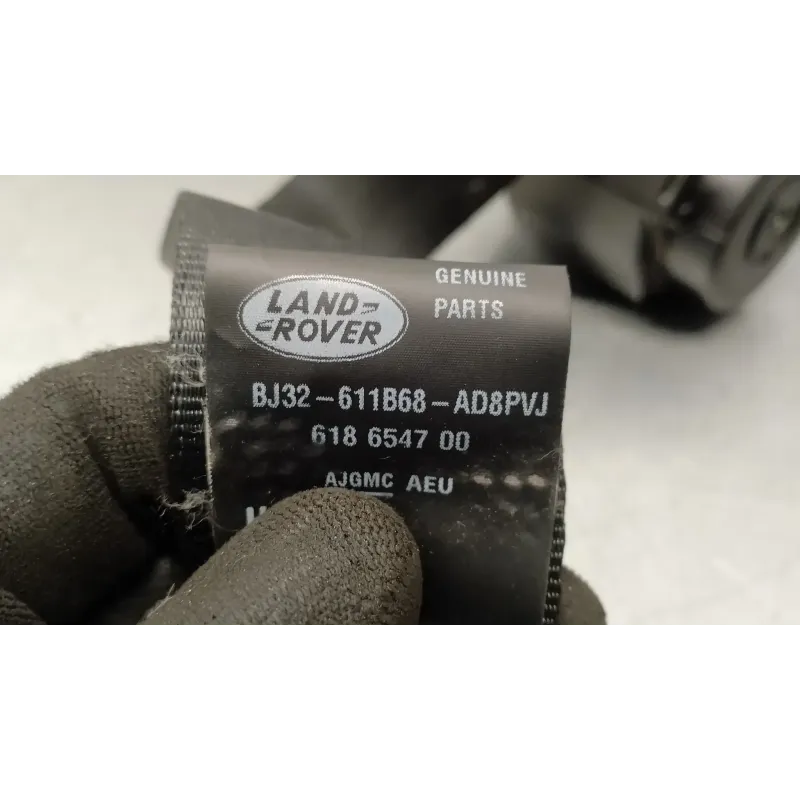 LAND
ROVER
GENUINE
PARTS
BJ32-611B68-AD8PVJ
618 6547 00
AJGMC AEU